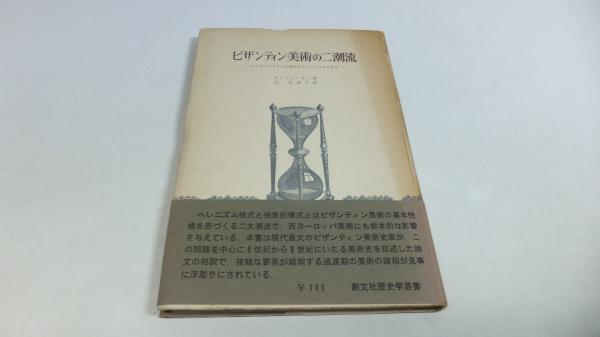 ビザンティン美術の二潮流
ヘレニズム様式と抽象的様式とはビザンティン美術の基本性
格を形づくる二大潮流で、西ヨーロッパ美術にも根本的な影響
を与えている。本書は現代最大のビザンティン美術史家が、こ
の問題を中心に6世紀から8世紀にいたる美術史を叙述した論
文の邦訳で、複雑な要素が錯綜する過渡期の美術の諸相が見事
に浮彫りにされている。
¥700 創文社歴史学叢書